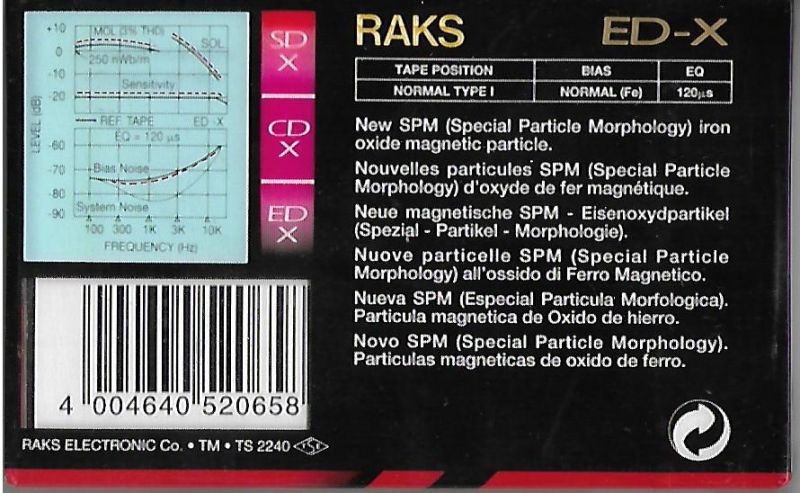 +10
MOL (3% THD)
SOL
0
250 nWb/m
-10
Sensitivity
-20
LEVEL (dB)
REF. TAPE
ED-X
EQ = 120 µs
-60
-70
Bias Noise
-80
System Noise
-90
100 300 1K 3K 10K
FREQUENCY (Hz)
SD
X
CD
X
ED
X
RAKS ED-X
TAPE POSITION BIAS EQ
NORMAL TYPE I NORMAL (Fe) 120µs
New SPM (Special Particle Morphology) iron
oxide magnetic particle.
Nouvelles particules SPM (Special Particle
Morphology) d'oxyde de fer magnétique.
Neue magnetische SPM - Eisenoxydpartikel
(Spezial - Partikel - Morphologie).
Nuove particelle SPM (Special Particle
Morphology) all'ossido di Ferro Magnetico.
Nueva SPM (Especial Particula Morfologica).
Particula magnetica de Oxido de hierro.
Novo SPM (Special Particle Morphology).
Particulas magneticas de oxido de ferro.
4 004640 520658
RAKS ELECTRONIC Co. • TM • TS 2240 TSE